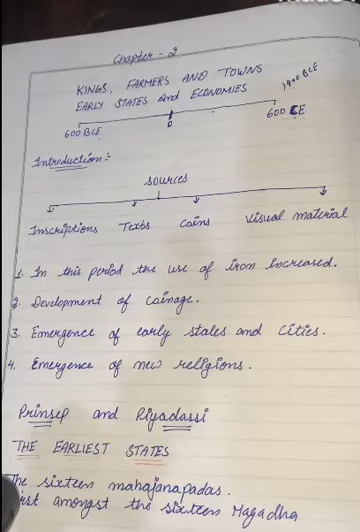 Chapter - 2
KINGS, FARMERS AND TOWNS
EARLY STATES and ECONOMIES
1900 BCE
600 BCE
0
600 CE
Introduction :-
sources
Inscriptions Texts Coins Visual material
1. In this period the use of iron increased.
2. Development of coinage.
3. Emergence of early states and cities.
4. Emergence of new religions.
Prinsep and Piyadassi
THE EARLIEST STATES
The sixteen mahajanapadas.
amongst the sixteen Magadha